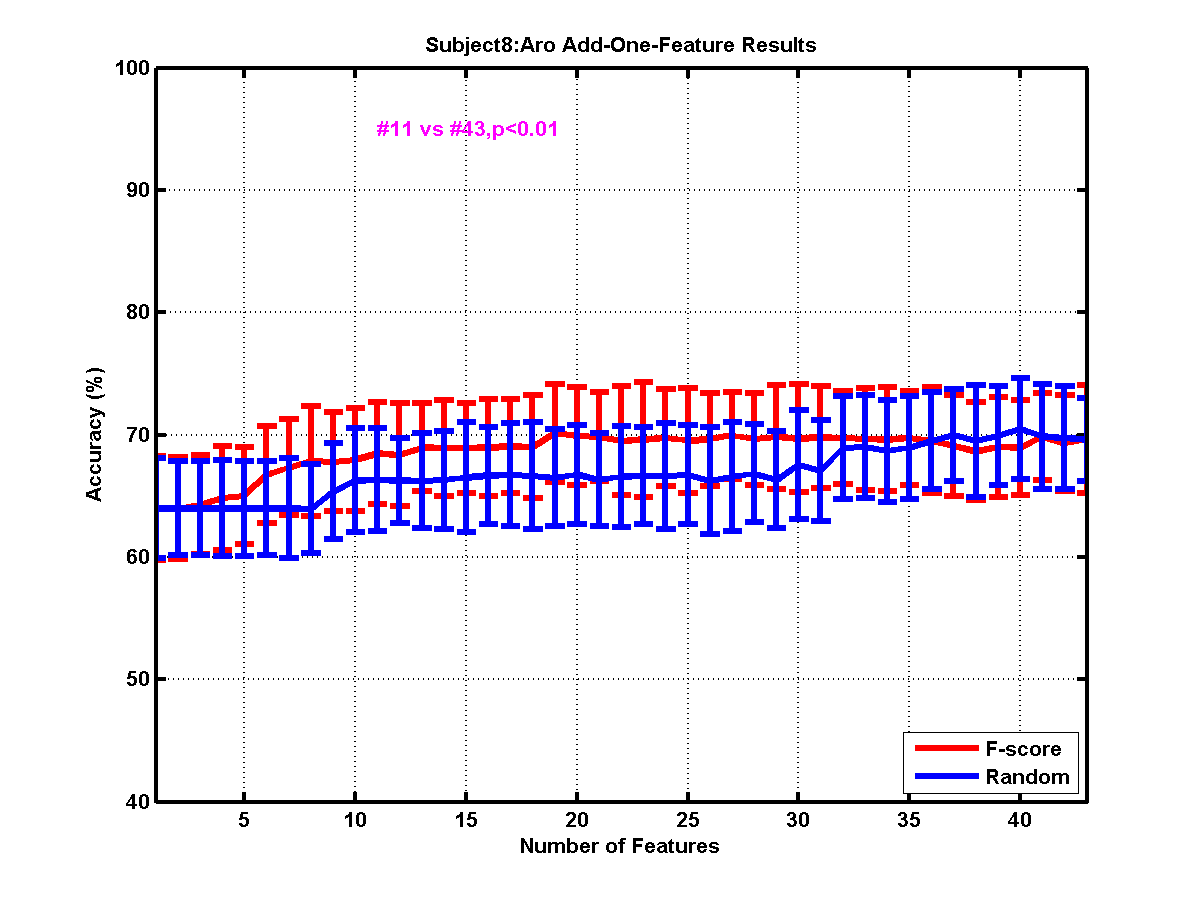 Subject8:Aro Add-One-Feature Results
100
#11 vs #43,p<0.01
90
80
Accuracy (%)
70
60
50
F-score
Random
40
5 10 15 20 25 30 35 40
Number of Features